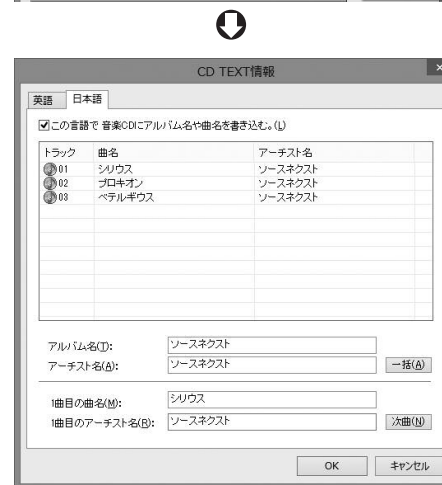 CD TEXT情報
英語 日本語
この言語で 音楽CDにアルバム名や曲名を書き込む。(L)
トラック 曲名 アーチスト名
01 シリウス ソースネクスト
02 プロキオン ソースネクスト
03 ベテルギウス ソースネクスト
アルバム名(T): ソースネクスト
アーチスト名(A): ソースネクスト 一括(A)
1曲目の曲名(M): シリウス
1曲目のアーチスト名(R): ソースネクスト 次曲(N)
OK キャンセル